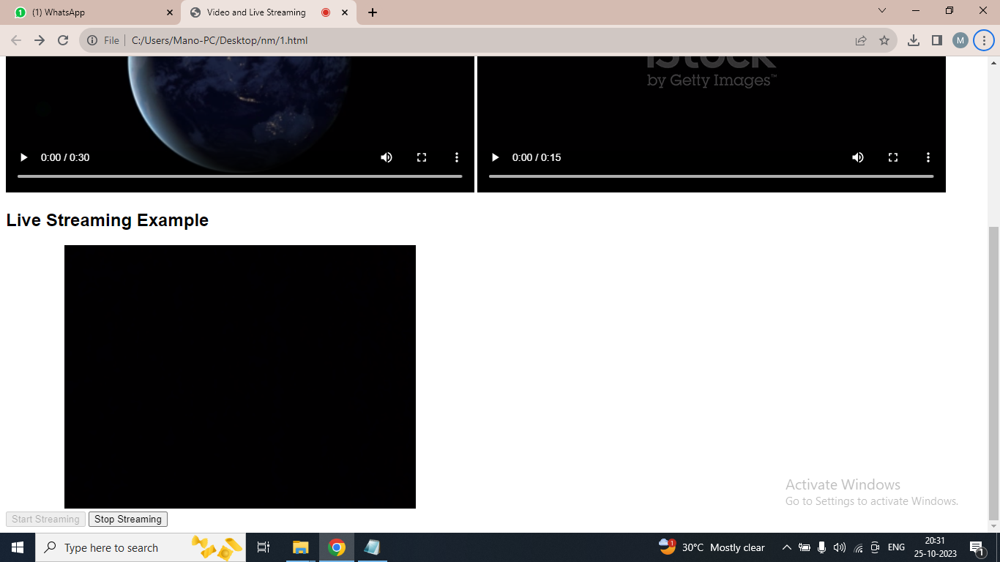 (1) WhatsApp
Video and Live Streaming
File
C:/Users/Mano-PC/Desktop/nm/1.html
M
iStock
by Getty Images™
0:00 / 0:30
0:00 / 0:15
Live Streaming Example
Start Streaming
Stop Streaming
Activate Windows
Go to Settings to activate Windows.
Type here to search
1
30°C Mostly clear
ENG
20:31
25-10-2023
1